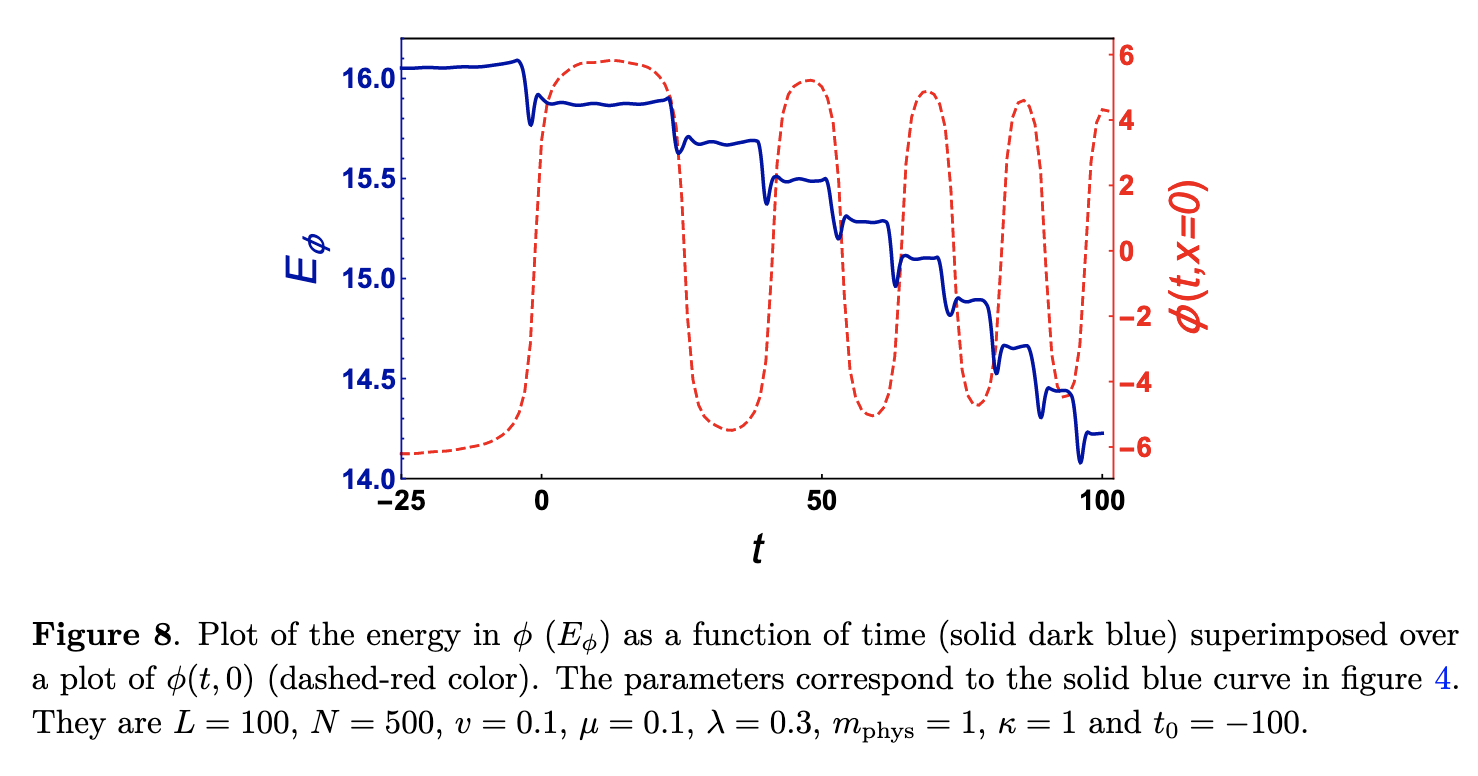 16.0
15.5
15.0
14.5
14.0
E_ϕ
6
4
2
0
−2
−4
−6
ϕ(t,x=0)
−25 0 50 100
t
Figure 8. Plot of the energy in ϕ (E_ϕ) as a function of time (solid dark blue) superimposed over
a plot of ϕ(t, 0) (dashed-red color). The parameters correspond to the solid blue curve in figure 4.
They are L = 100, N = 500, v = 0.1, μ = 0.1, λ = 0.3, m_phys = 1, κ = 1 and t_0 = −100.